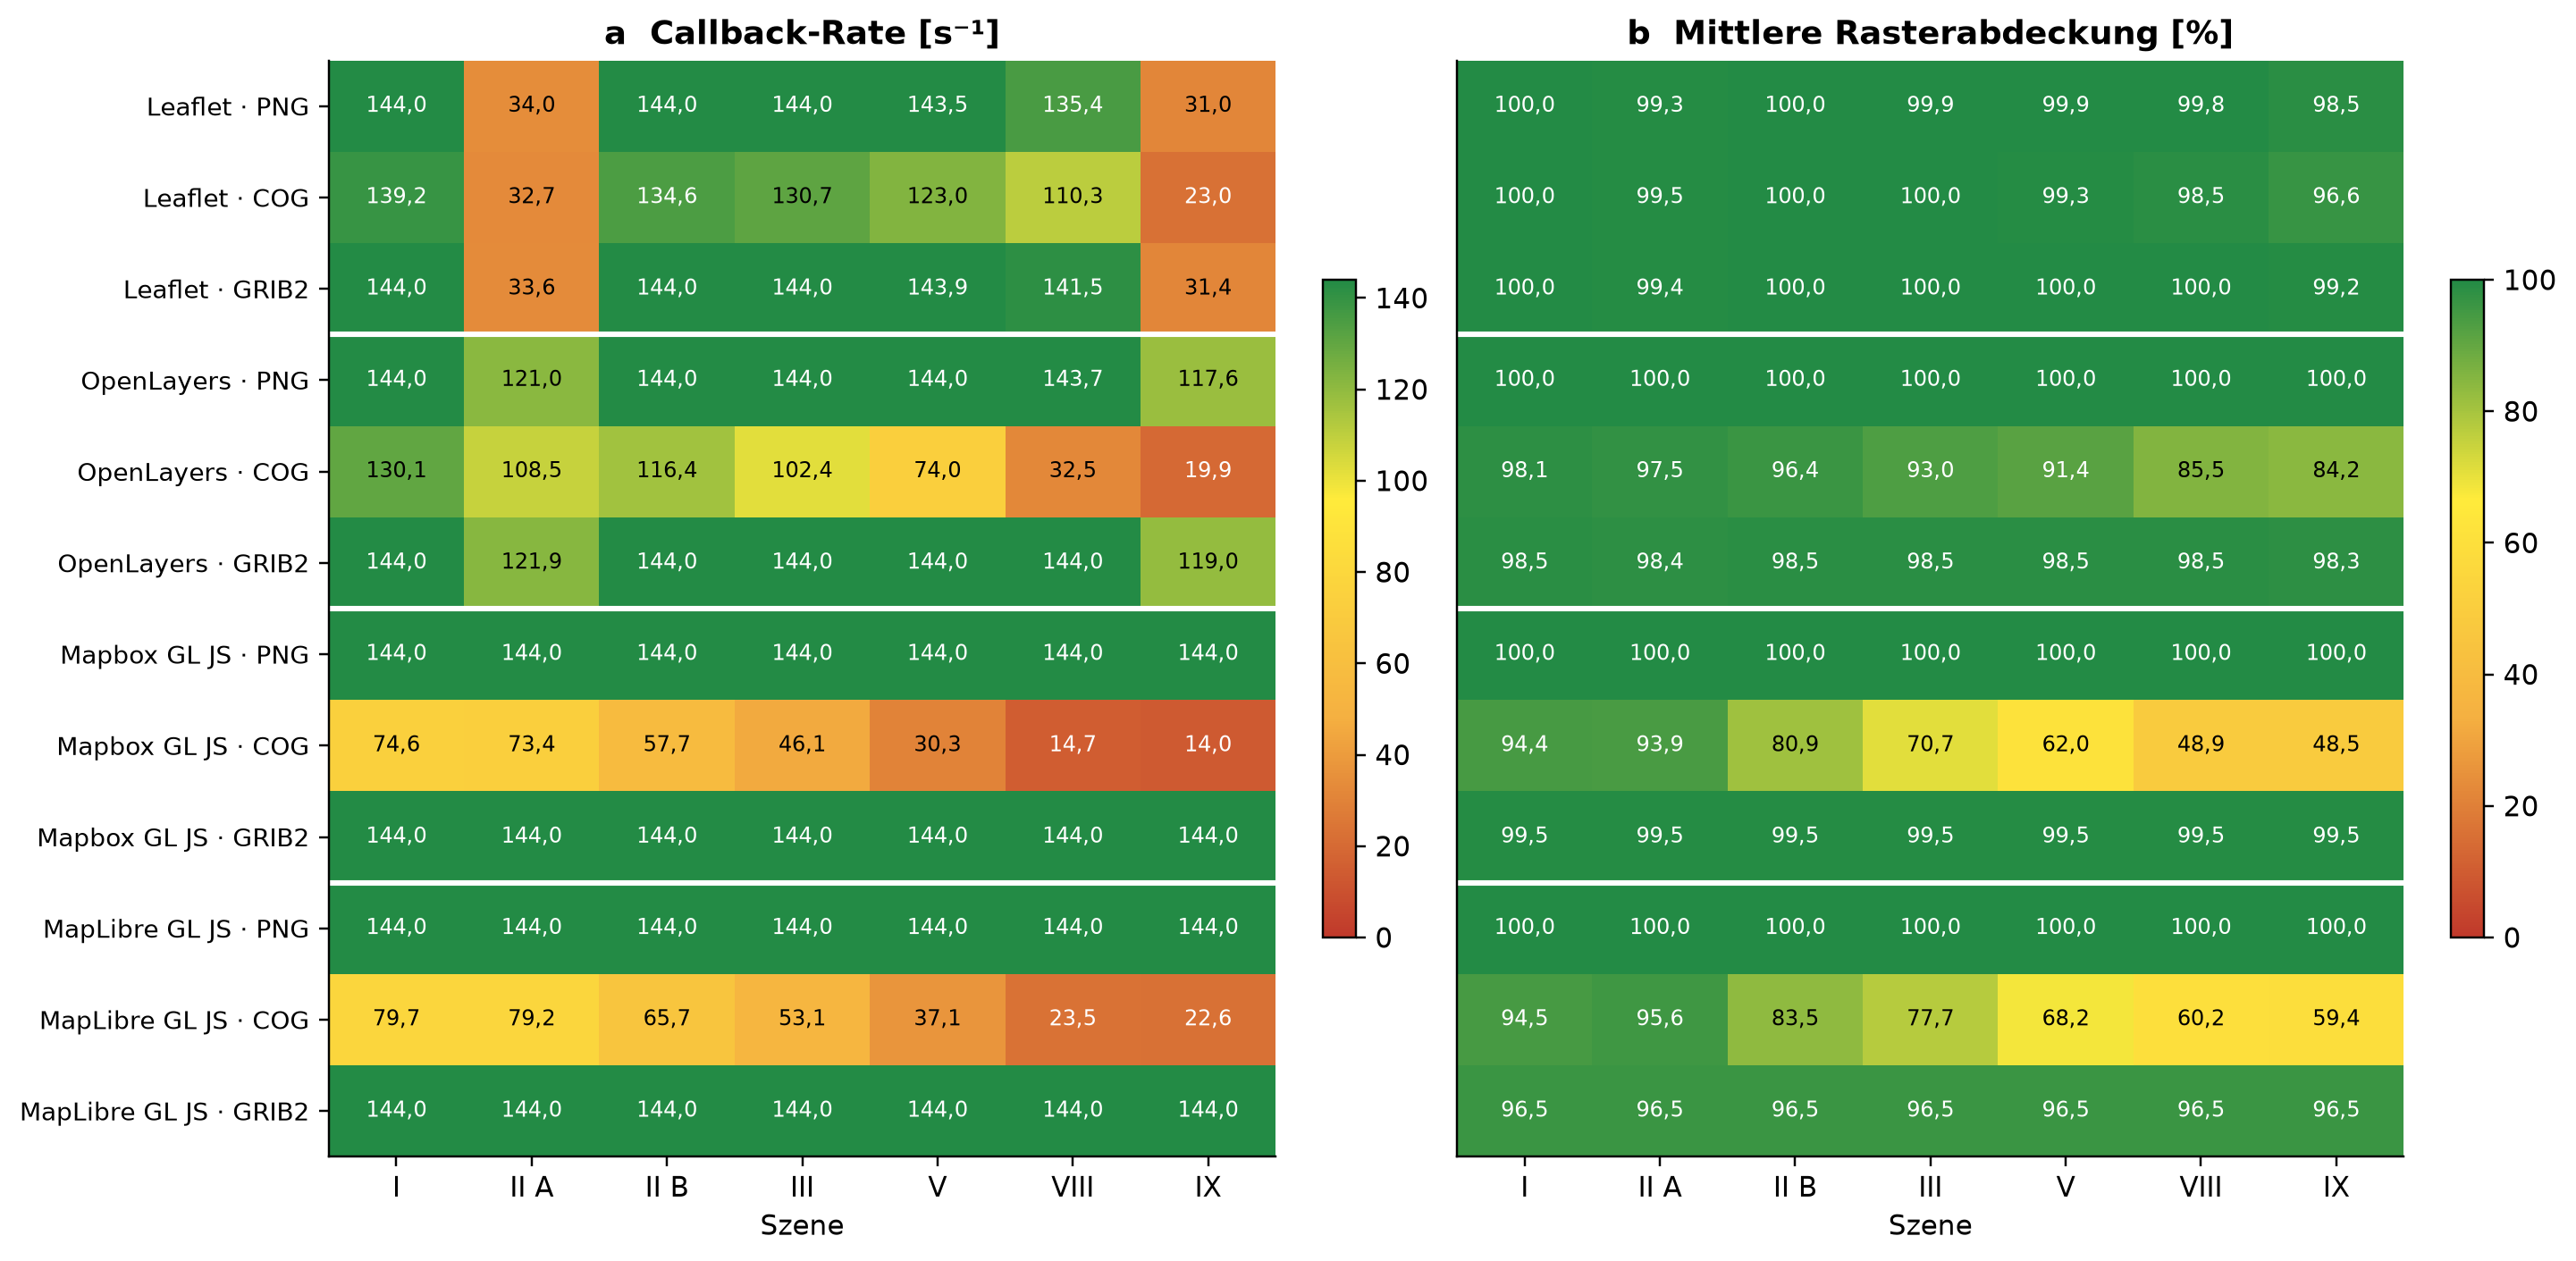 a Callback-Rate [s⁻¹]
Leaflet · PNG 144,0 34,0 144,0 144,0 143,5 135,4 31,0
Leaflet · COG 139,2 32,7 134,6 130,7 123,0 110,3 23,0
Leaflet · GRIB2 144,0 33,6 144,0 144,0 143,9 141,5 31,4
OpenLayers · PNG 144,0 121,0 144,0 144,0 144,0 143,7 117,6
OpenLayers · COG 130,1 108,5 116,4 102,4 74,0 32,5 19,9
OpenLayers · GRIB2 144,0 121,9 144,0 144,0 144,0 144,0 119,0
Mapbox GL JS · PNG 144,0 144,0 144,0 144,0 144,0 144,0 144,0
Mapbox GL JS · COG 74,6 73,4 57,7 46,1 30,3 14,7 14,0
Mapbox GL JS · GRIB2 144,0 144,0 144,0 144,0 144,0 144,0 144,0
MapLibre GL JS · PNG 144,0 144,0 144,0 144,0 144,0 144,0 144,0
MapLibre GL JS · COG 79,7 79,2 65,7 53,1 37,1 23,5 22,6
MapLibre GL JS · GRIB2 144,0 144,0 144,0 144,0 144,0 144,0 144,0
I II A II B III V VIII IX
Szene
140
120
100
80
60
40
20
0
b Mittlere Rasterabdeckung [%]
100,0 99,3 100,0 99,9 99,9 99,8 98,5
100,0 99,5 100,0 100,0 99,3 98,5 96,6
100,0 99,4 100,0 100,0 100,0 100,0 99,2
100,0 100,0 100,0 100,0 100,0 100,0 100,0
98,1 97,5 96,4 93,0 91,4 85,5 84,2
98,5 98,4 98,5 98,5 98,5 98,5 98,3
100,0 100,0 100,0 100,0 100,0 100,0 100,0
94,4 93,9 80,9 70,7 62,0 48,9 48,5
99,5 99,5 99,5 99,5 99,5 99,5 99,5
100,0 100,0 100,0 100,0 100,0 100,0 100,0
94,5 95,6 83,5 77,7 68,2 60,2 59,4
96,5 96,5 96,5 96,5 96,5 96,5 96,5
I II A II B III V VIII IX
Szene
100
80
60
40
20
0